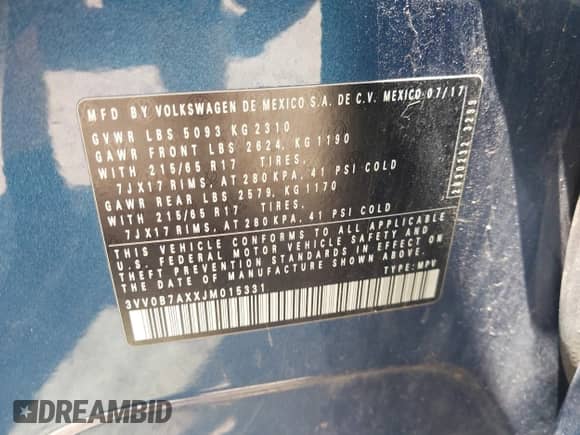 MFD BY VOLKSWAGEN DE MEXICO S.A. DE C.V. MEXICO 07/17
GVWR LBS 5093 KG 2310
GAWR FRONT LBS 2624, KG 1190
WITH 215/65 R17 TIRES,
7JX17 RIMS, AT 280 KPA, 41 PSI COLD
GAWR REAR LBS 2579, KG 1170
WITH 215/65 R17 TIRES,
7JX17 RIMS, AT 280 KPA, 41 PSI COLD
THIS VEHICLE CONFORMS TO ALL APPLICABLE
U.S. FEDERAL MOTOR VEHICLE SAFETY AND
THEFT PREVENTION STANDARDS IN EFFECT ON
THE DATE OF MANUFACTURE SHOWN ABOVE.
3VV0B7AXXJM015331 TYPE: MPV
DREAMBID